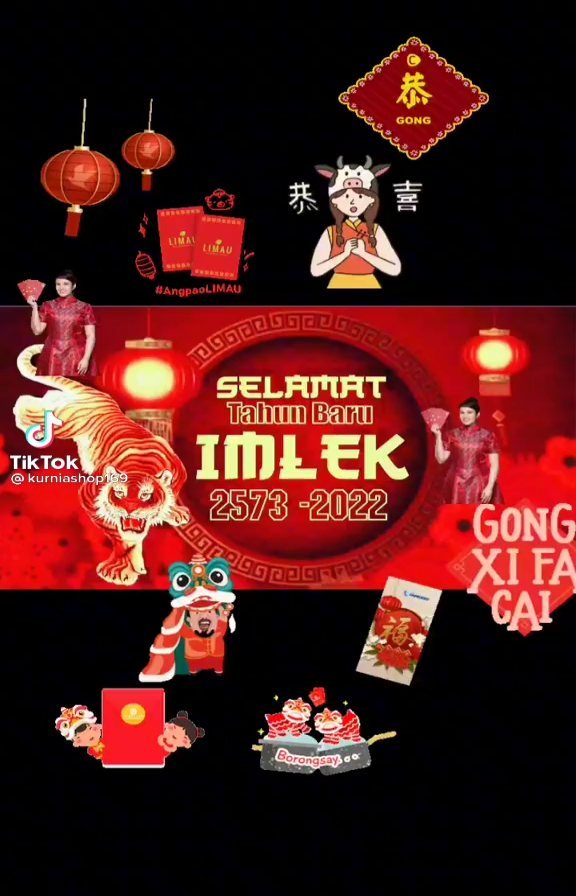 C
恭
GONG
恭 喜
LIMAU
LIMAU
#AngpaoLIMAU
SELAMAT
Tahun Baru
IMLEK
2573 -2022
TikTok
@kurniashop169
GONG
XI FA
CAI
福
Borongsay